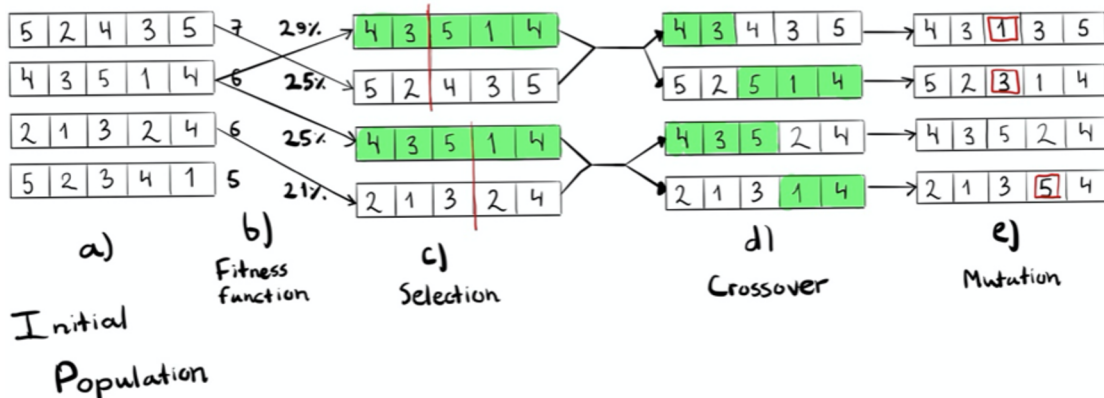 5 2 4 3 5 7 29% 4 3 5 1 4 4 3 4 3 5 4 3 1 3 5
4 3 5 1 4 6 25% 5 2 4 3 5 5 2 5 1 4 5 2 3 1 4
2 1 3 2 4 6 25% 4 3 5 1 4 4 3 5 2 4 4 3 5 2 4
5 2 3 4 1 5 21% 2 1 3 2 4 2 1 3 1 4 2 1 3 5 4
a) b) c) d) e)
Fitness
function
Selection
Crossover
Mutation
Initial
Population